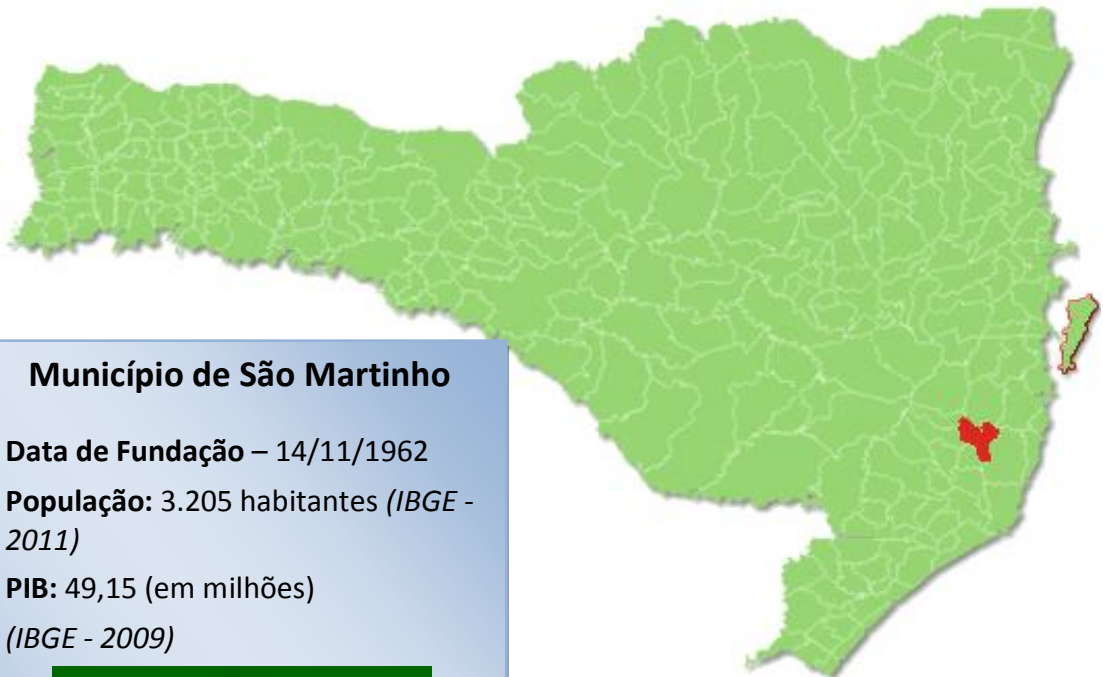 Município de São Martinho
Data de Fundação – 14/11/1962
População: 3.205 habitantes (IBGE -
2011)
PIB: 49,15 (em milhões)
(IBGE - 2009)